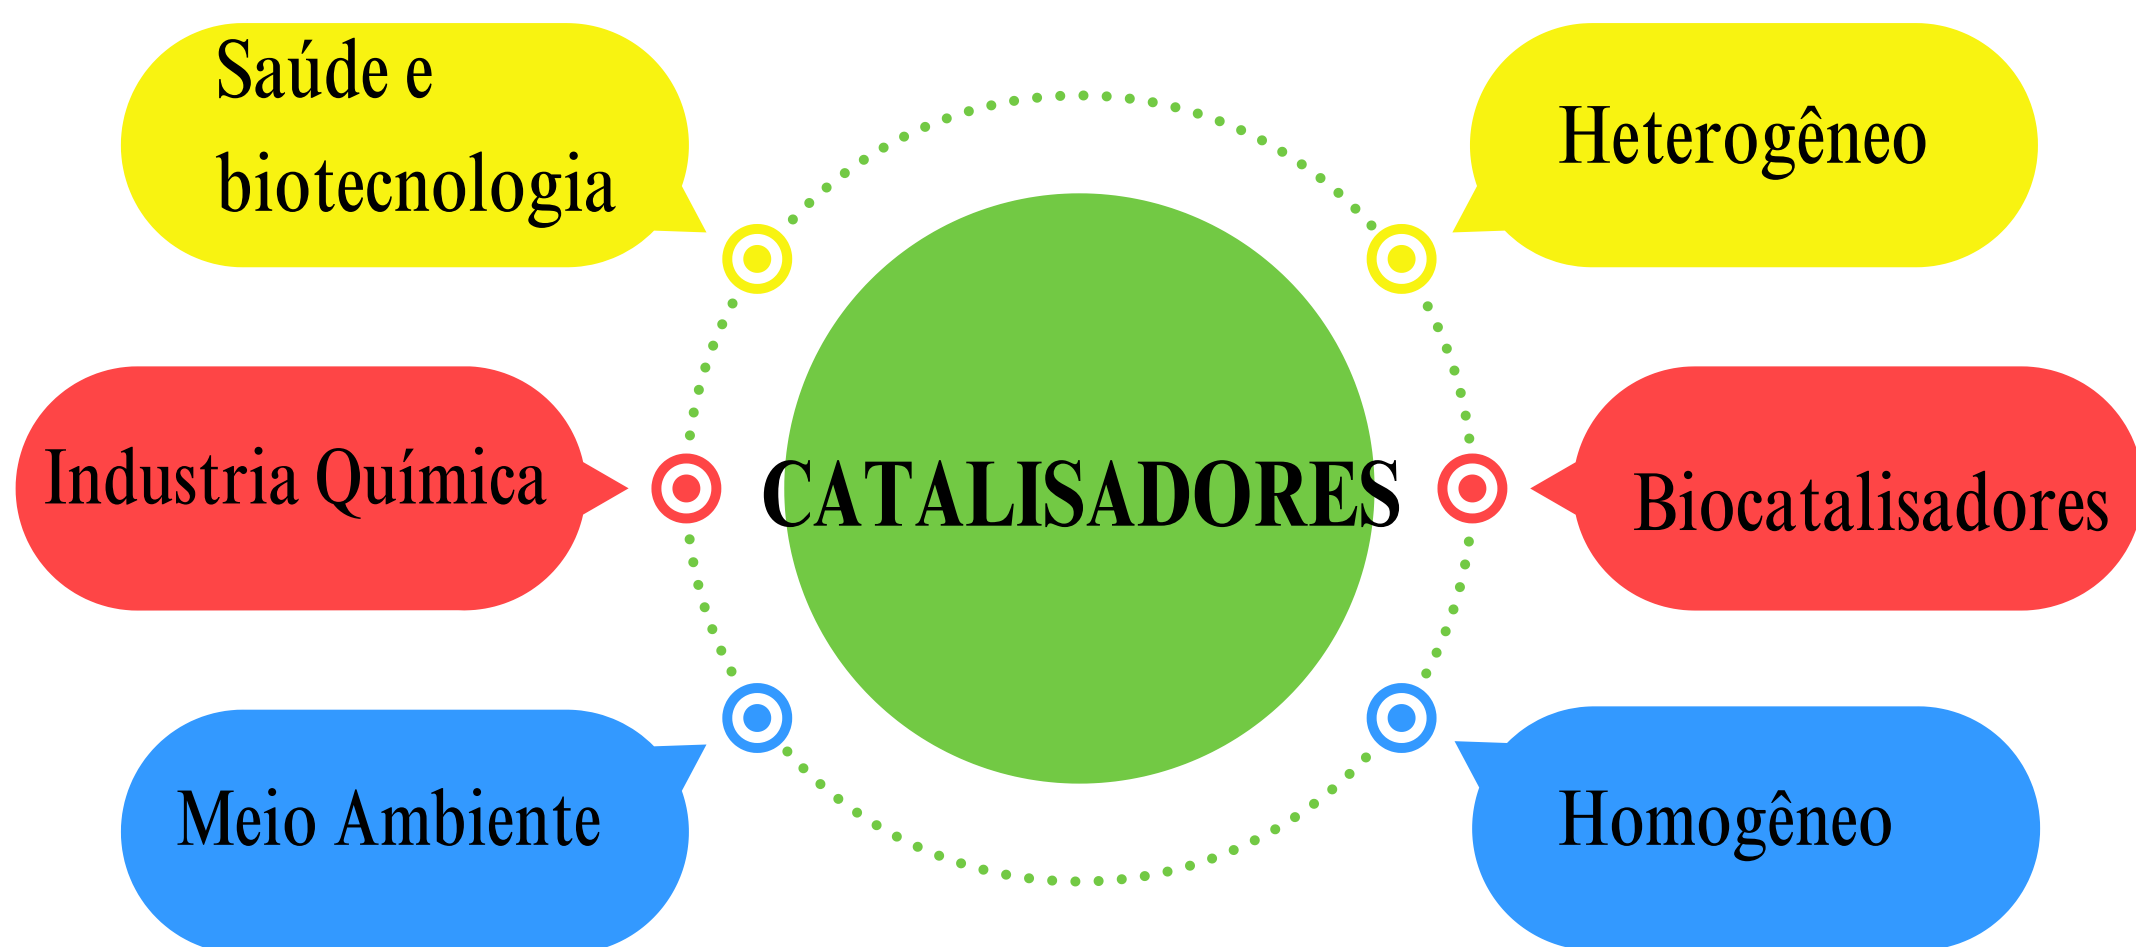 Saúde e
biotecnologia
Heterogêneo
Industria Química
CATALISADORES
Biocatalisadores
Meio Ambiente
Homogêneo